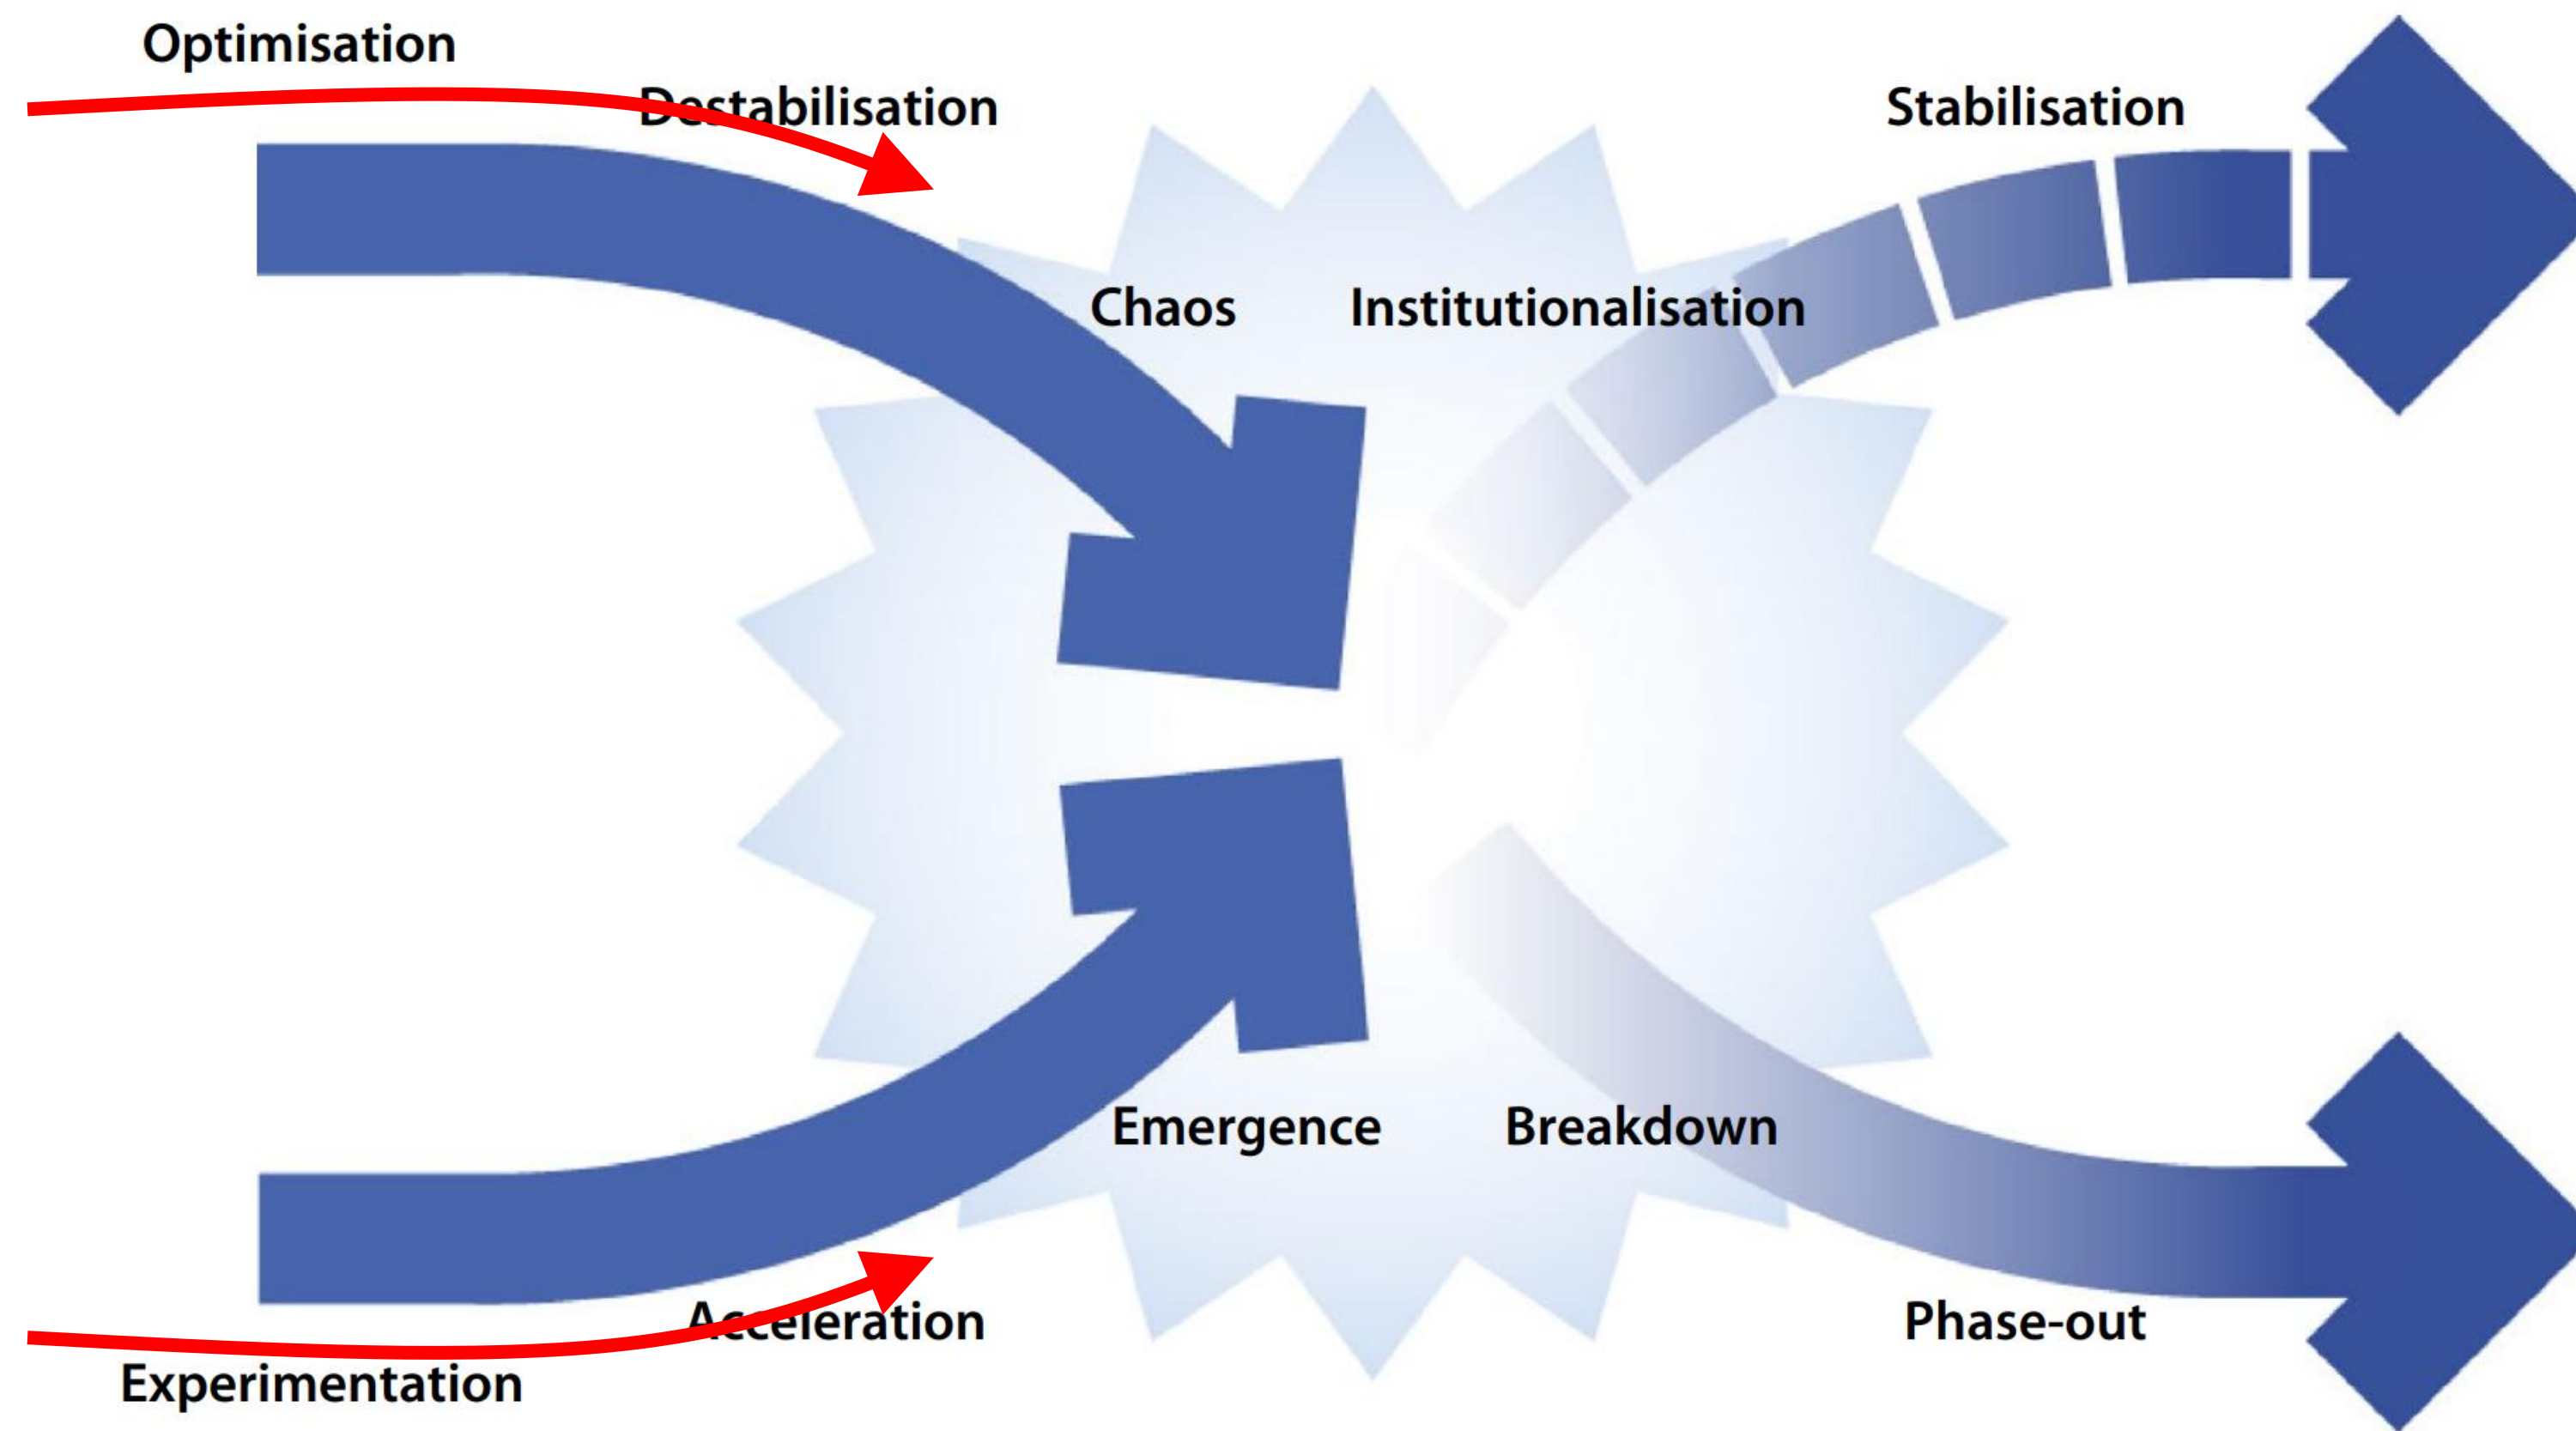 Optimisation
Destabilisation
Stabilisation
Chaos
Institutionalisation
Emergence
Breakdown
Acceleration
Phase-out
Experimentation